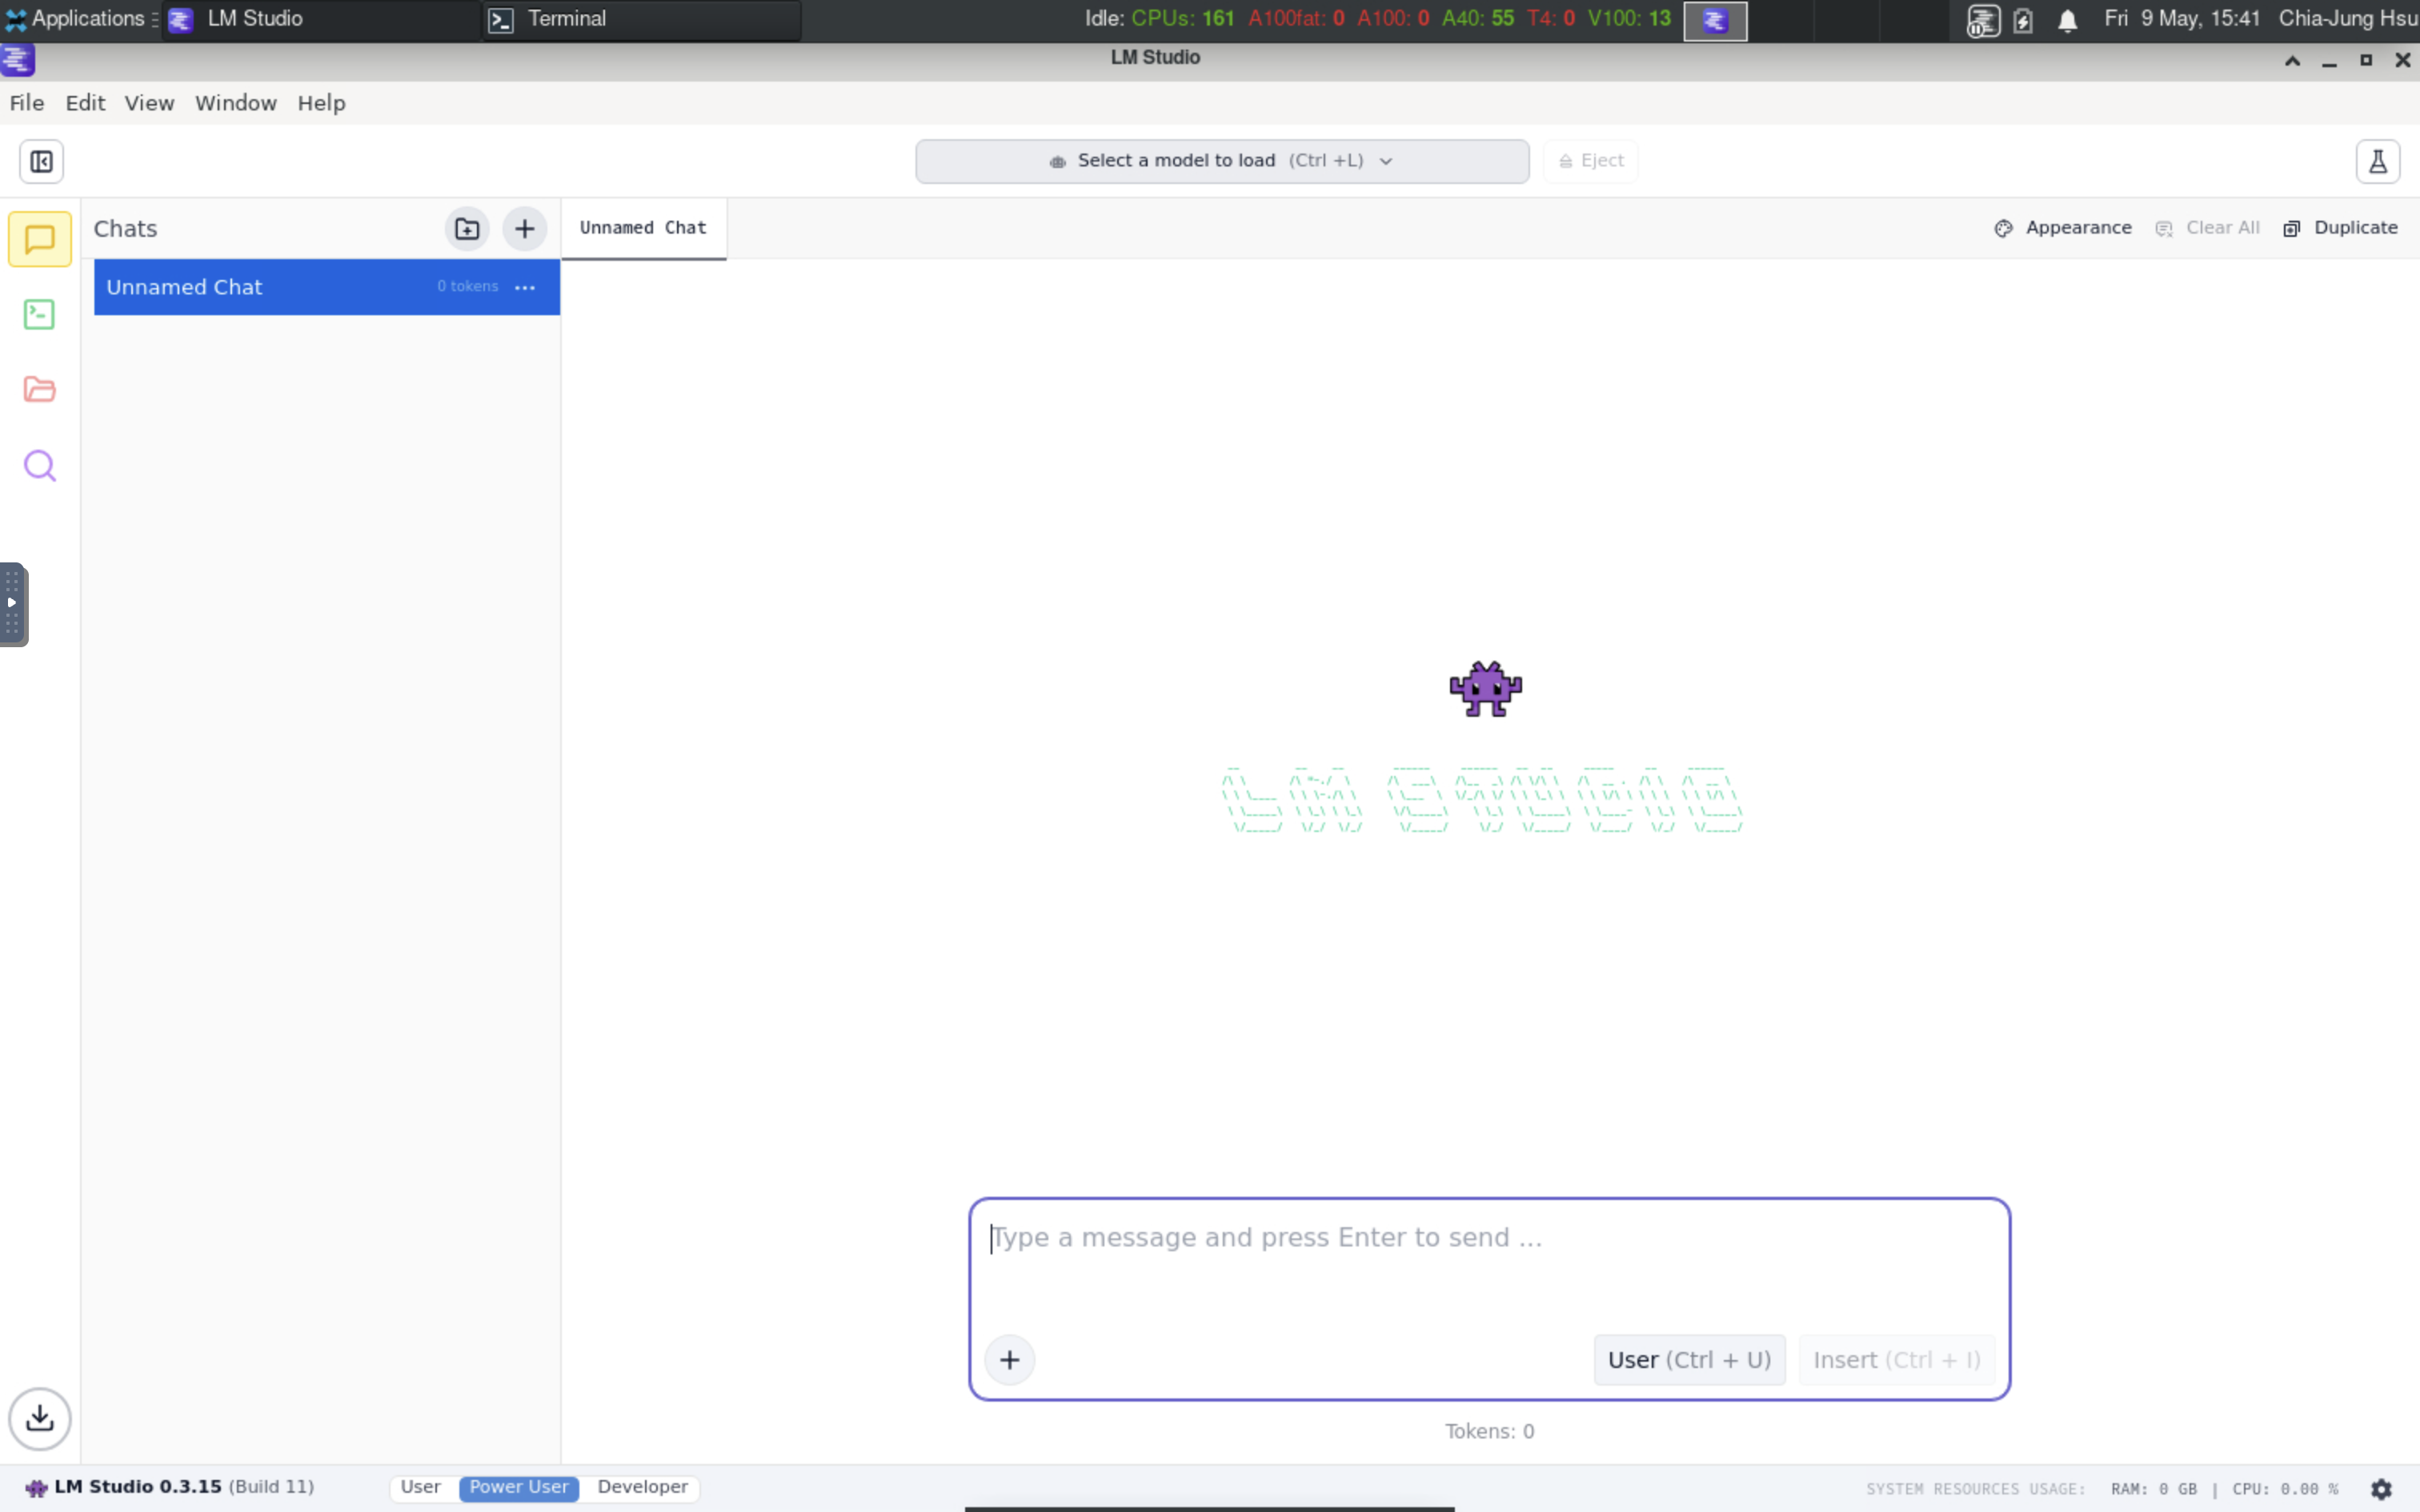 Applications LM Studio Terminal Idle: CPUs: 161 A100fat: 0 A100: 0 A40: 55 T4: 0 V100: 13 Fri 9 May, 15:41 Chia-Jung Hsu
LM Studio
File Edit View Window Help
Select a model to load (Ctrl +L) Eject
Chats Unnamed Chat Appearance Clear All Duplicate
Unnamed Chat 0 tokens ...
LM STUDIO
Type a message and press Enter to send ...
User (Ctrl + U) Insert (Ctrl + I)
Tokens: 0
LM Studio 0.3.15 (Build 11) User Power User Developer SYSTEM RESOURCES USAGE: RAM: 0 GB | CPU: 0.00 %